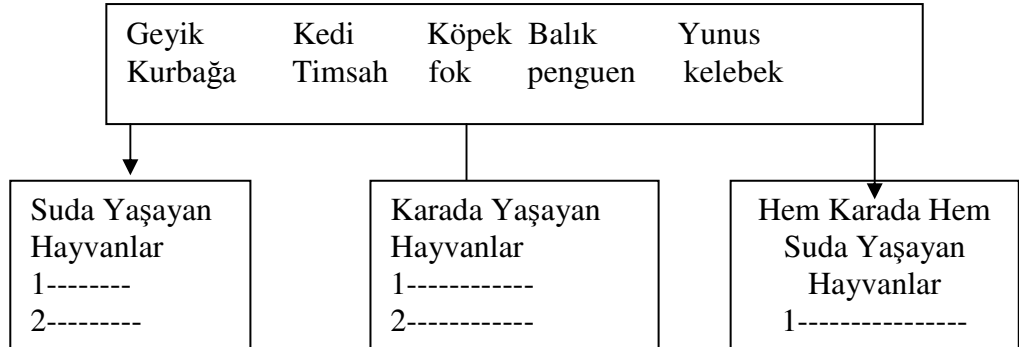 Geyik Kedi Köpek Balık Yunus
Kurbağa Timsah fok penguen kelebek
Suda Yaşayan
Hayvanlar
1--------
2---------
Karada Yaşayan
Hayvanlar
1------------
2------------
Hem Karada Hem
Suda Yaşayan
Hayvanlar
1----------------